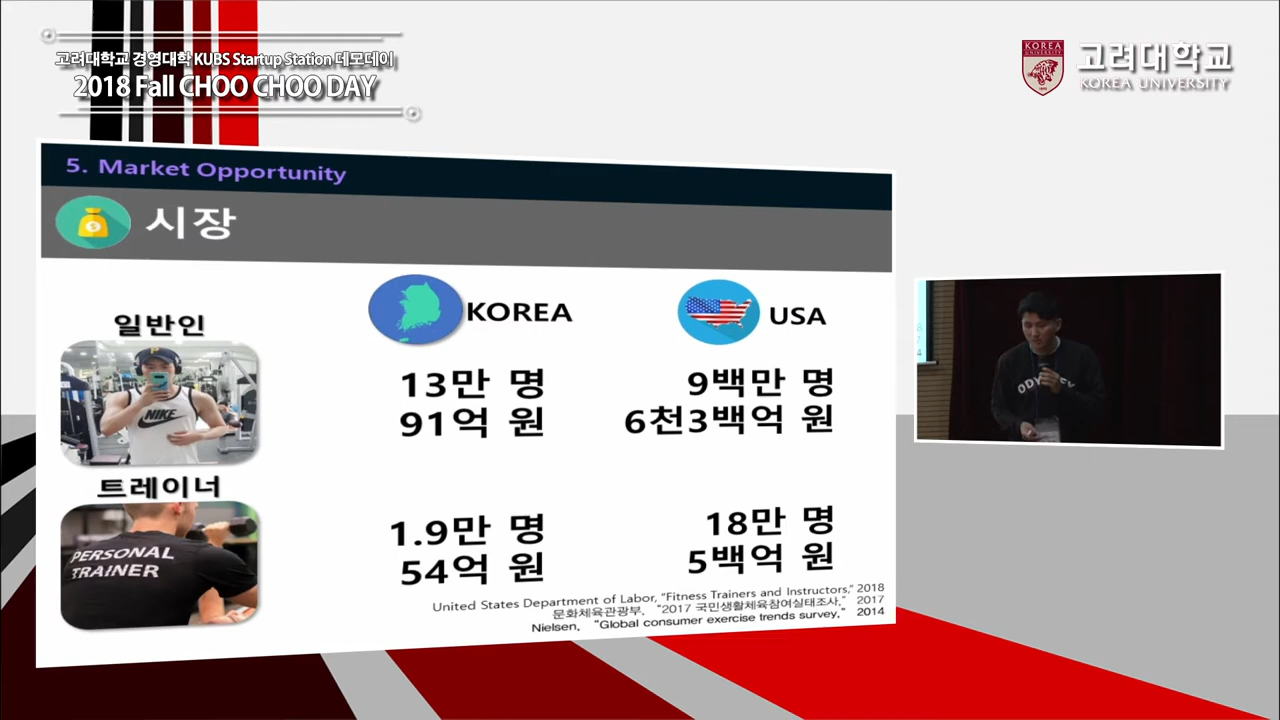 고려대학교 경영대학 KUBS Startup Station 데모데이
2018 Fall CHOO CHOO DAY
KOREA
UNIVERSITY
고려대학교
KOREA UNIVERSITY
5. Market Opportunity
시장
KOREA
USA
일반인
NIKE
13만 명
91억 원
9백만 명
6천3백억 원
트레이너
PERSONAL
TRAINER
1.9만 명
54억 원
18만 명
5백억 원
United States Department of Labor, "Fitness Trainers and Instructors," 2018
문화체육관광부, "2017 국민생활체육참여실태조사," 2017
Nielsen, "Global consumer exercise trends survey," 2014